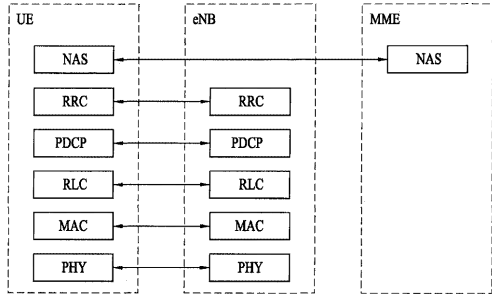 UE eNB MME
NAS NAS
RRC RRC
PDCP PDCP
RLC RLC
MAC MAC
PHY PHY